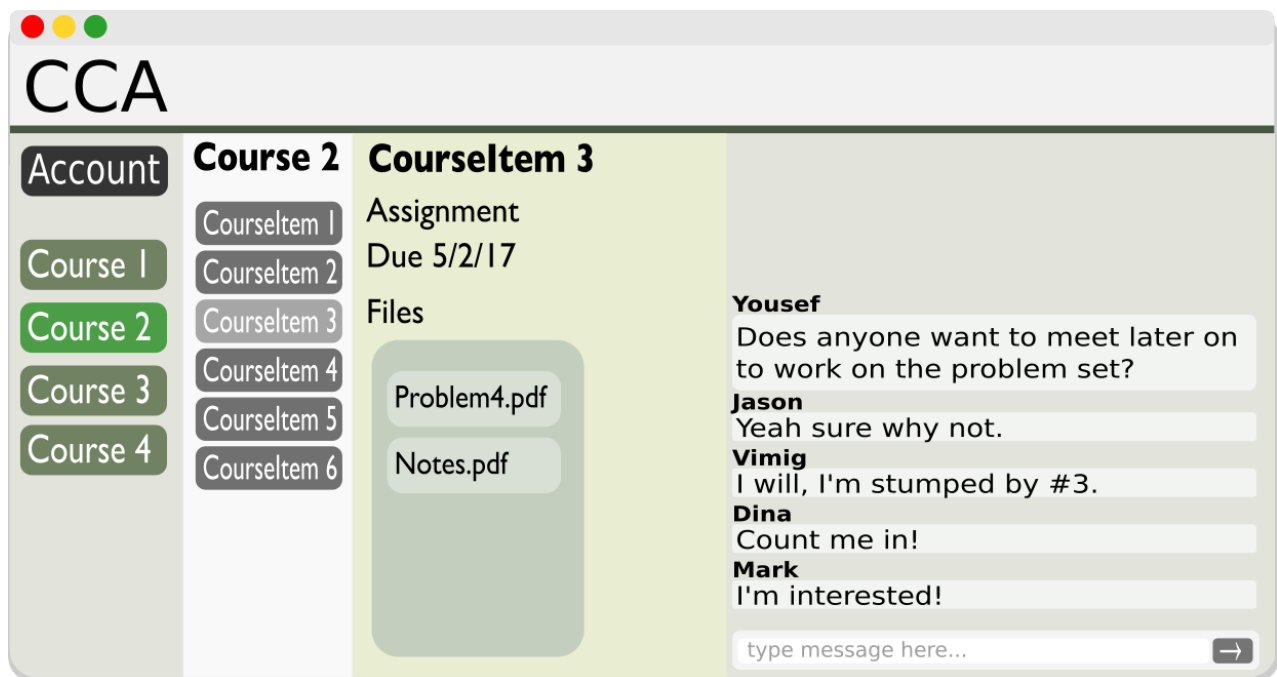 CCA
Account
Course 1
Course 2
Course 3
Course 4
Course 2
CourseItem 1
CourseItem 2
CourseItem 3
CourseItem 4
CourseItem 5
CourseItem 6
CourseItem 3
Assignment
Due 5/2/17
Files
Problem4.pdf
Notes.pdf
Yousef
Does anyone want to meet later on
to work on the problem set?
Jason
Yeah sure why not.
Vimig
I will, I'm stumped by #3.
Dina
Count me in!
Mark
I'm interested!
type message here...
→